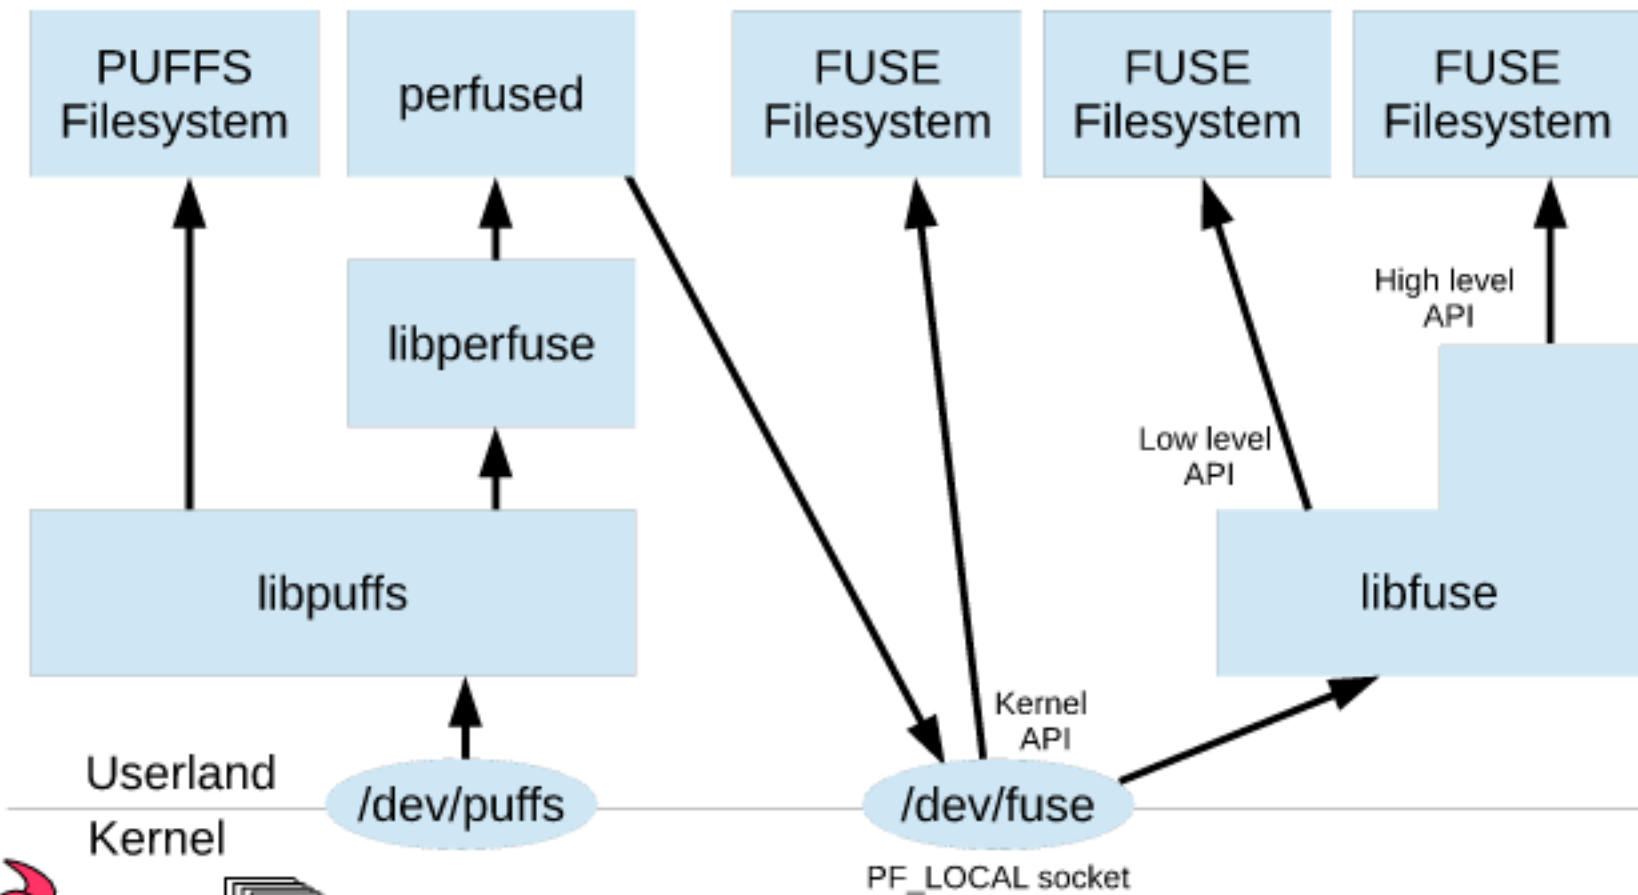 PUFFS
Filesystem
perfused
FUSE
Filesystem
FUSE
Filesystem
FUSE
Filesystem
High level
API
libperfuse
Low level
API
libpuffs
libfuse
Kernel
API
Userland
/dev/puffs
/dev/fuse
Kernel
PF_LOCAL socket